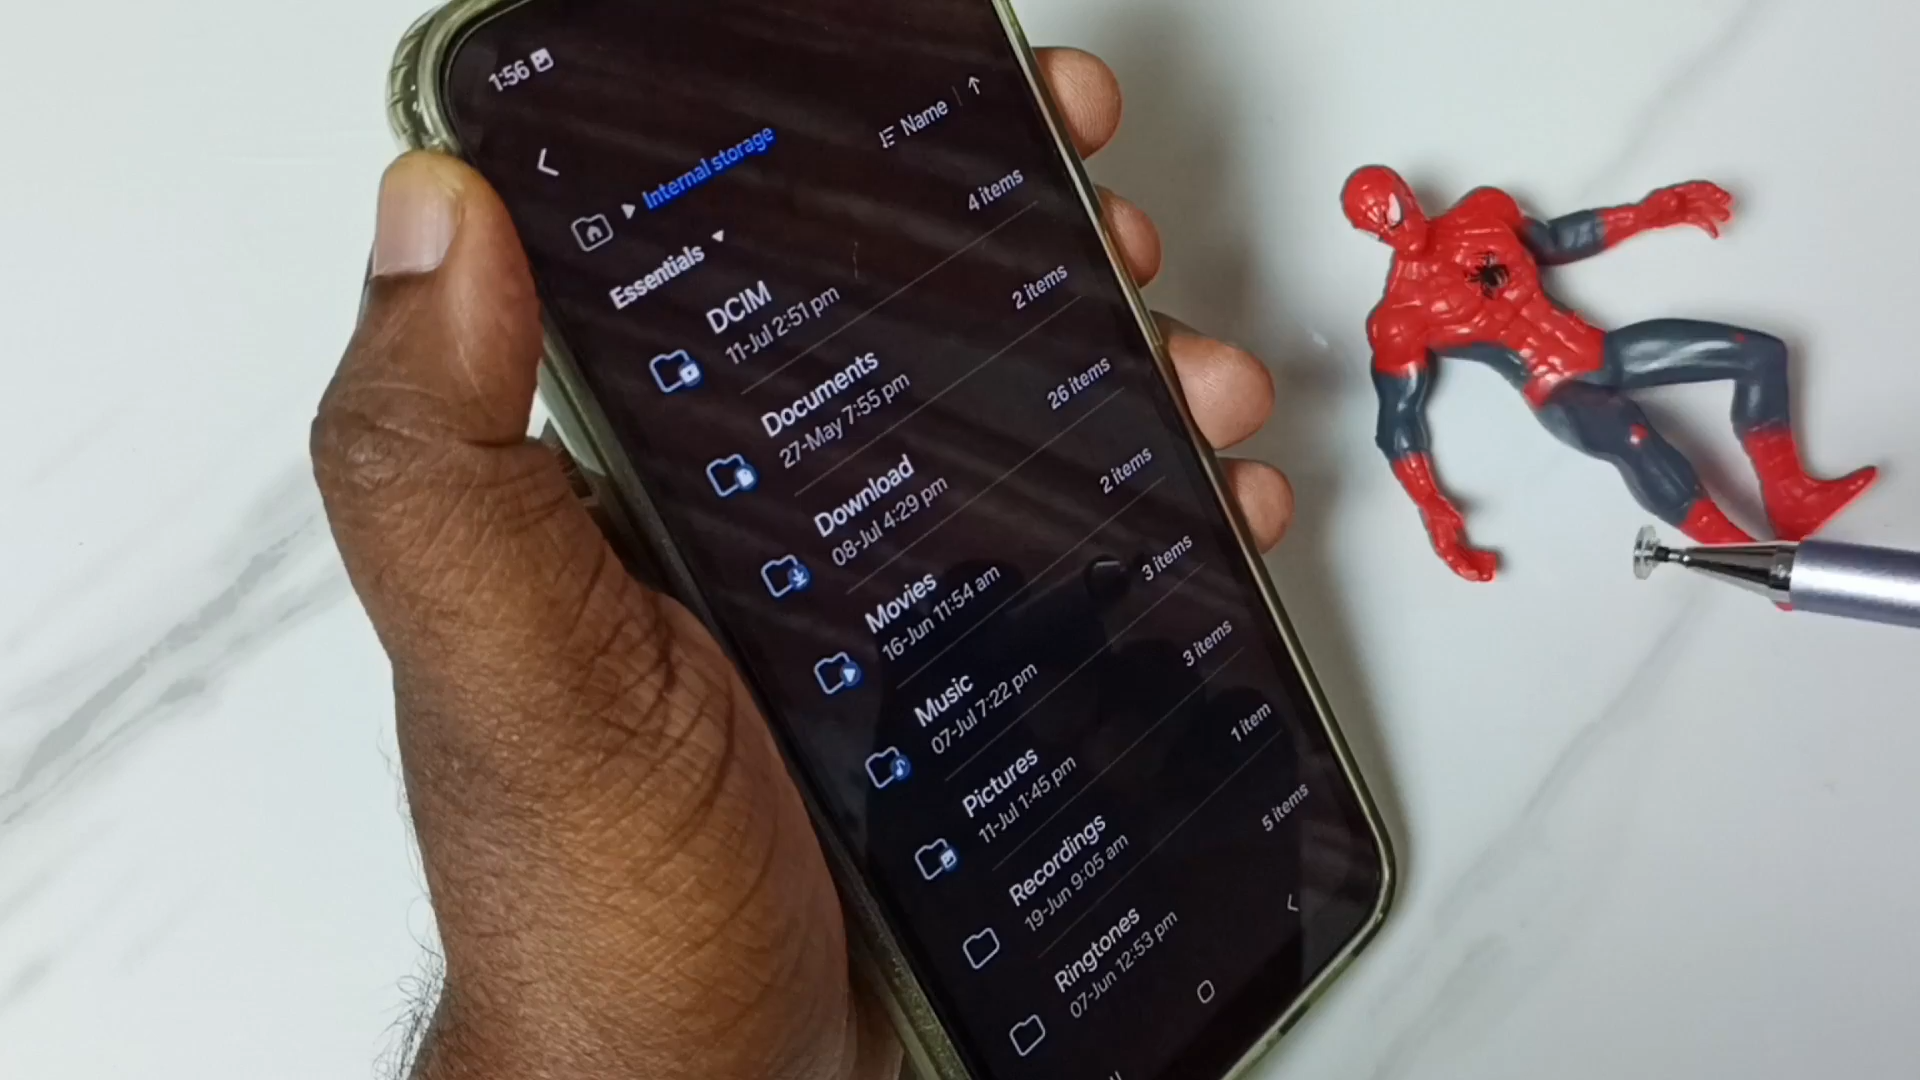 1:56
Name
Internal storage
Essentials
DCIM
11-Jul 2:51 pm
4 items
Documents
27-May 7:55 pm
2 items
Download
08-Jul 4:29 pm
26 items
Movies
16-Jun 11:54 am
2 items
Music
07-Jul 7:22 pm
3 items
Pictures
11-Jul 1:45 pm
3 items
Recordings
19-Jun 9:05 am
1 item
Ringtones
07-Jun 12:53 pm
5 items